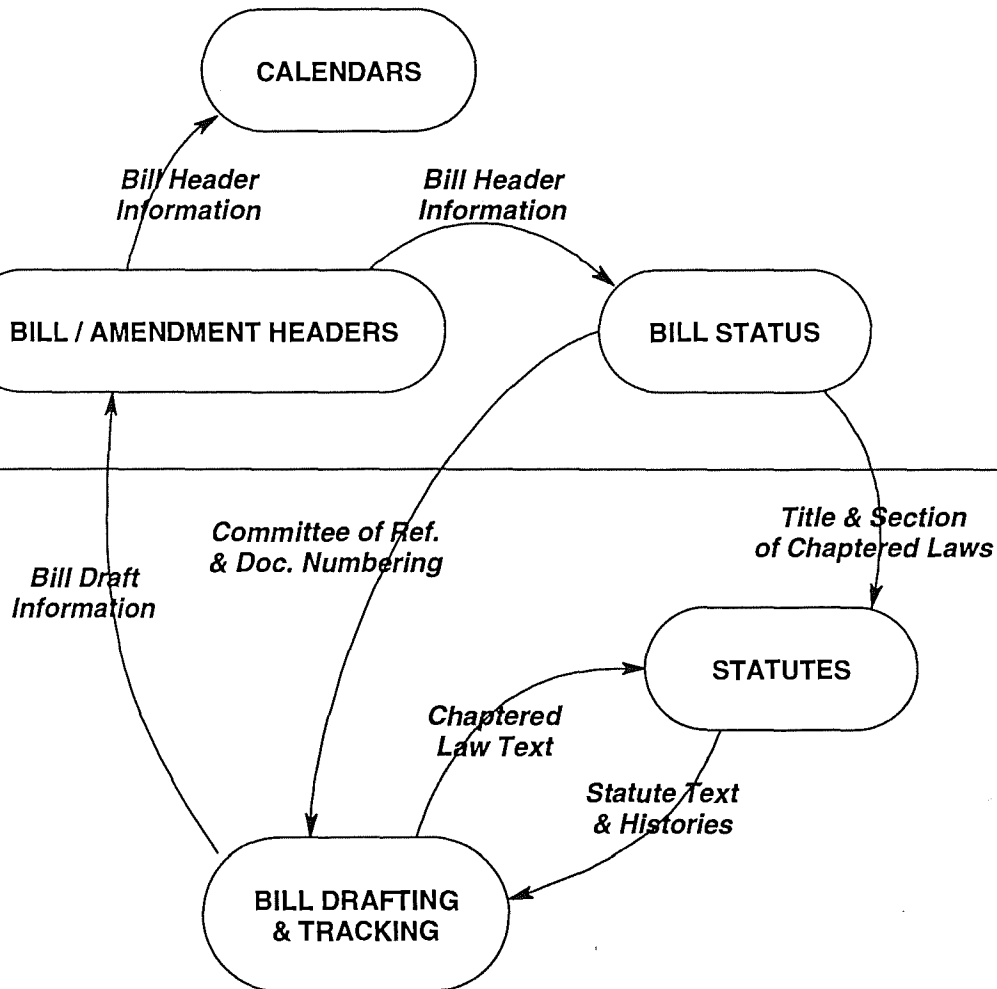 CALENDARS
Bill Header
Information
Bill Header
Information
BILL / AMENDMENT HEADERS
BILL STATUS
Committee of Ref.
& Doc. Numbering
Title & Section
of Chaptered Laws
Bill Draft
Information
STATUTES
Chaptered
Law Text
Statute Text
& Histories
BILL DRAFTING
& TRACKING